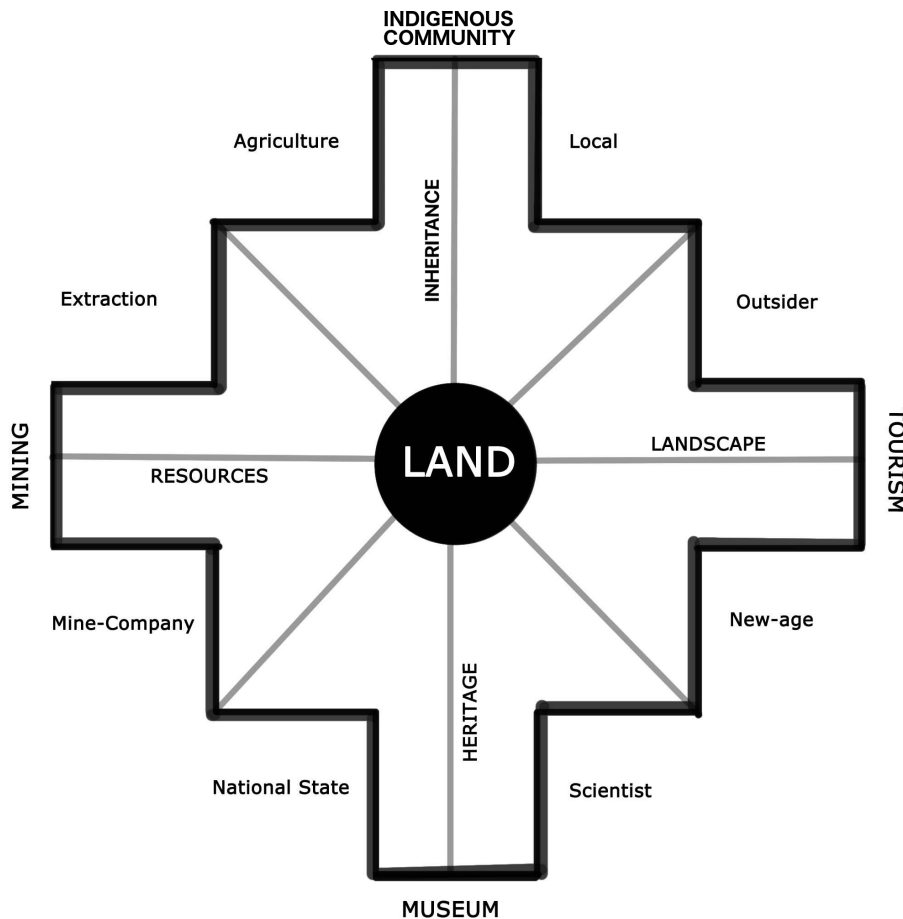 INDIGENOUS
COMMUNITY
Agriculture
Local
INHERITANCE
Extraction
Outsider
MINING
RESOURCES
LAND
LANDSCAPE
TOURISM
Mine-Company
New-age
HERITAGE
National State
Scientist
MUSEUM